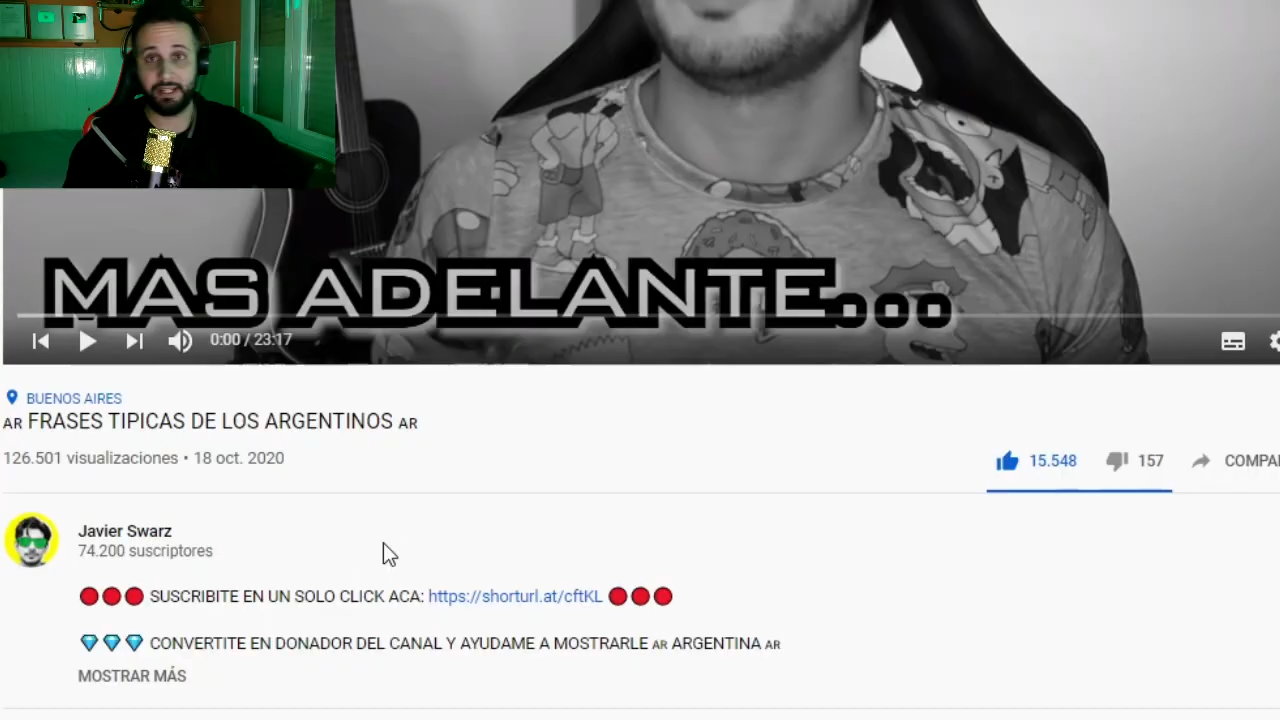 MAS ADELANTE...
0:00 / 23:17
BUENOS AIRES
AR FRASES TIPICAS DE LOS ARGENTINOS AR
126.501 visualizaciones • 18 oct. 2020
15.548 157 COMPA
Javier Swarz
74.200 suscriptores
SUSCRIBITE EN UN SOLO CLICK ACA: https://shorturl.at/cftKL
CONVERTITE EN DONADOR DEL CANAL Y AYUDAME A MOSTRARLE AR ARGENTINA AR
MOSTRAR MÁS